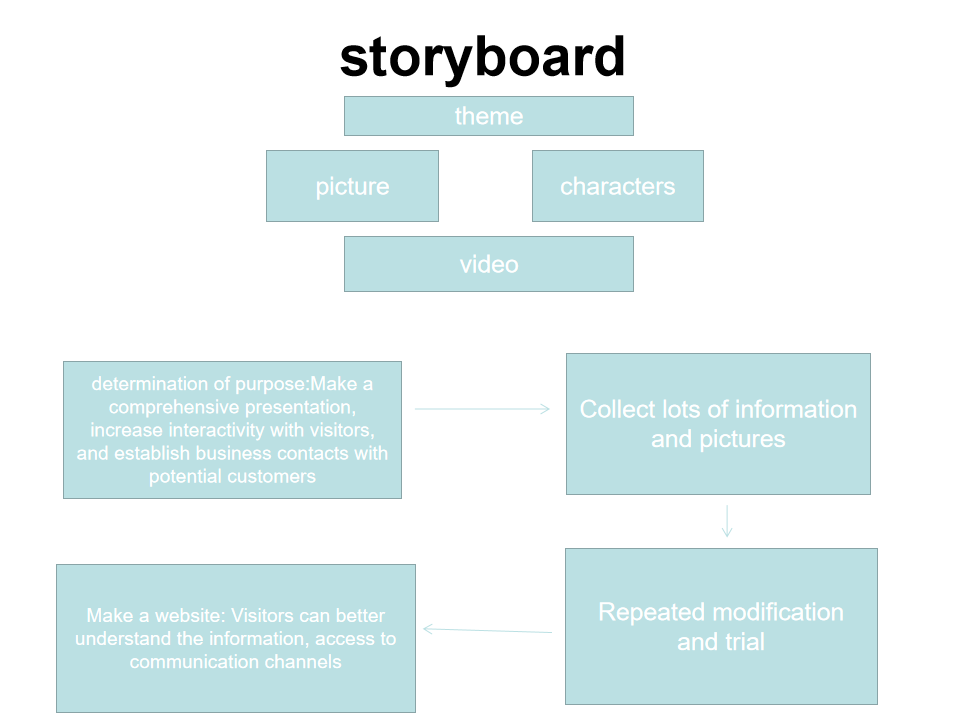 storyboard
theme
picture
characters
video
determination of purpose:Make a
comprehensive presentation,
increase interactivity with visitors,
and establish business contacts with
potential customers
Collect lots of information
and pictures
Repeated modification
and trial
Make a website: Visitors can better
understand the information, access to
communication channels